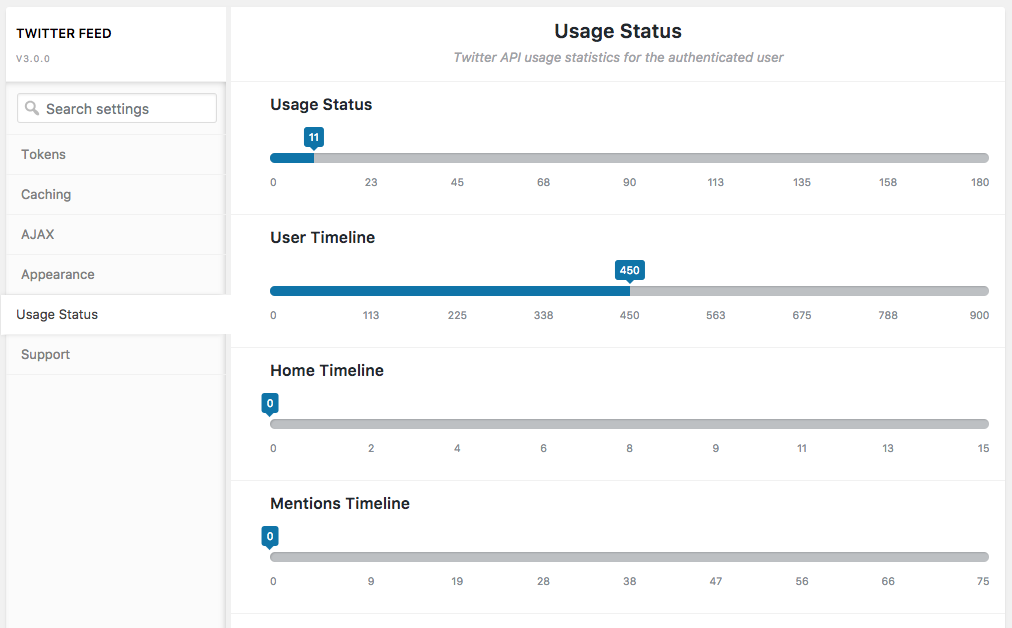 TWITTER FEED
V3.0.0
Search settings
Tokens
Caching
AJAX
Appearance
Usage Status
Support
Usage Status
Twitter API usage statistics for the authenticated user
Usage Status
11
0 23 45 68 90 113 135 158 180
User Timeline
450
0 113 225 338 450 563 675 788 900
Home Timeline
0
0 2 4 6 8 9 11 13 15
Mentions Timeline
0
0 9 19 28 38 47 56 66 75